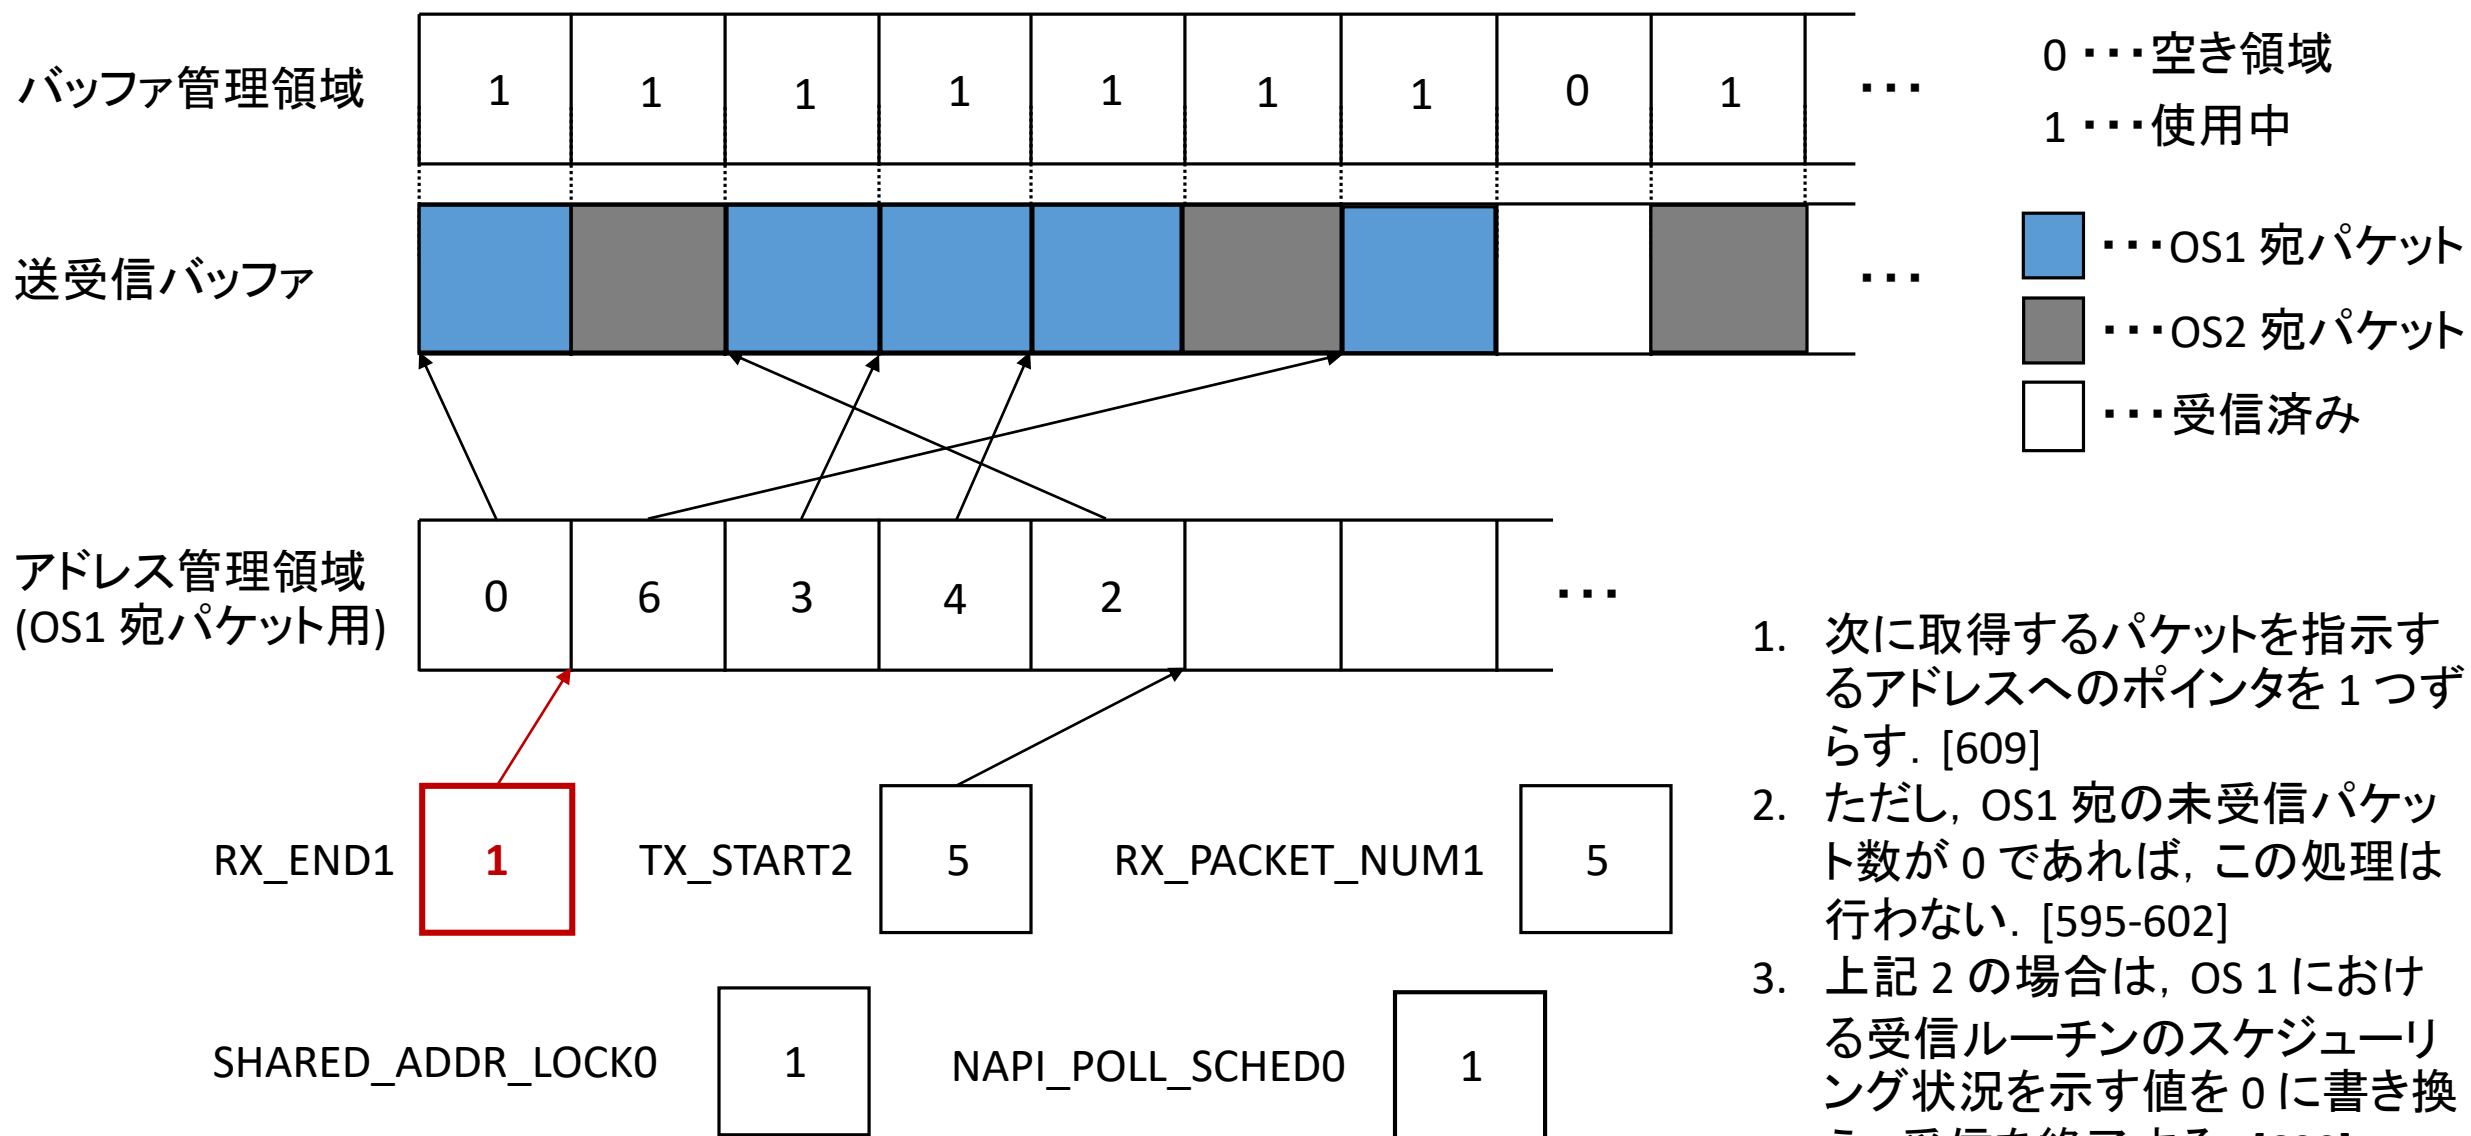 バッファ管理領域
1 1 1 1 1 1 1 0 1 ･･･
0 ･･･空き領域
1 ･･･使用中
送受信バッファ
･･･
･･･OS1 宛パケット
･･･OS2 宛パケット
･･･受信済み
アドレス管理領域
(OS1 宛パケット用)
0 6 3 4 2 ･･･
RX_END1 1
TX_START2 5
RX_PACKET_NUM1 5
SHARED_ADDR_LOCK0 1
NAPI_POLL_SCHED0 1
1. 次に取得するパケットを指示す
るアドレスへのポインタを 1 つず
らす．[609]
2. ただし，OS1 宛の未受信パケッ
ト数が 0 であれば，この処理は
行わない．[595-602]
3. 上記 2 の場合は，OS 1 におけ
る受信ルーチンのスケジューリ
ング状況を示す値を 0 に書き換